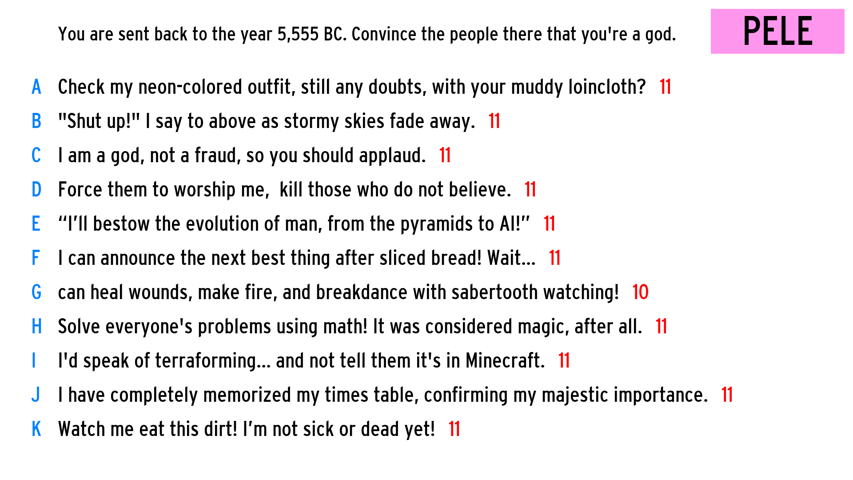 You are sent back to the year 5,555 BC. Convince the people there that you're a god.
PELE
A Check my neon-colored outfit, still any doubts, with your muddy loincloth? 11
B "Shut up!" I say to above as stormy skies fade away. 11
C I am a god, not a fraud, so you should applaud. 11
D Force them to worship me, kill those who do not believe. 11
E “I’ll bestow the evolution of man, from the pyramids to AI!” 11
F I can announce the next best thing after sliced bread! Wait... 11
G can heal wounds, make fire, and breakdance with sabertooth watching! 10
H Solve everyone's problems using math! It was considered magic, after all. 11
I I'd speak of terraforming... and not tell them it's in Minecraft. 11
J I have completely memorized my times table, confirming my majestic importance. 11
K Watch me eat this dirt! I’m not sick or dead yet! 11